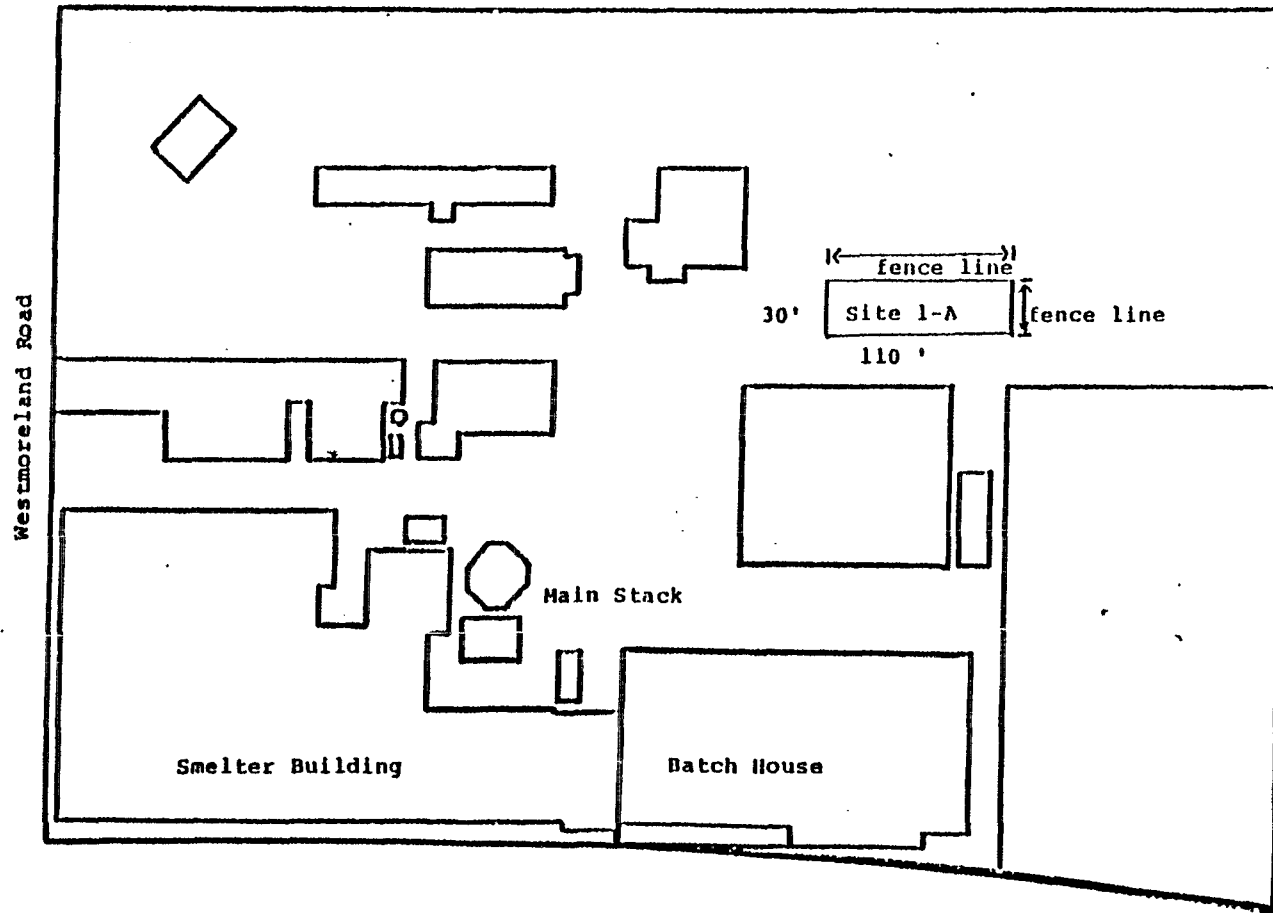 fence line
30' Site 1-A fence line
110 '
Westmoreland Road
Main Stack
Smelter Building
Batch House